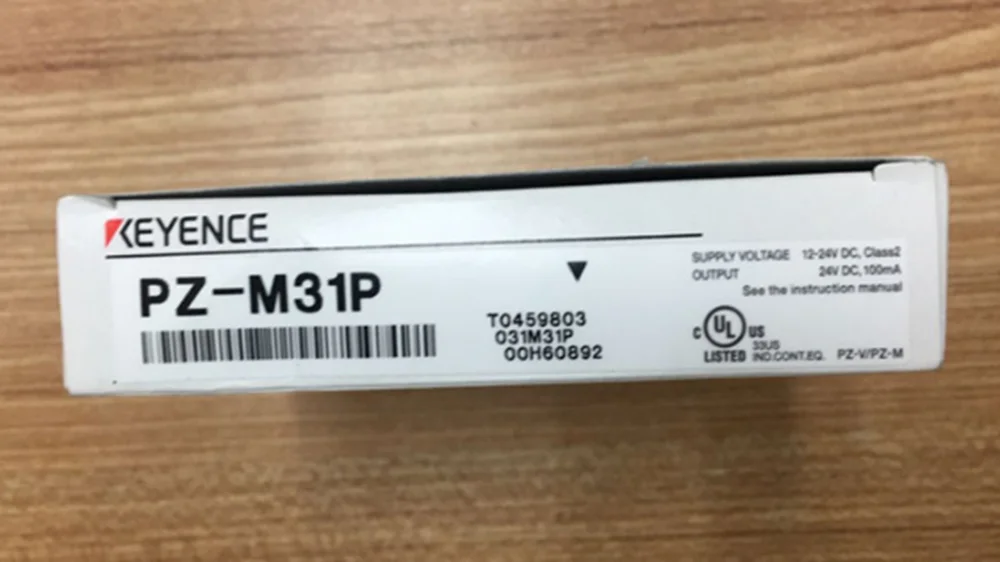 KEYENCE
PZ-M31P
T0459803
031M31P
00H60892
SUPPLY VOLTAGE 12-24V DC, Class2
OUTPUT 24V DC, 100mA
See the instruction manual
C UL US
LISTED 33US
IND.CONT.EQ. PZ-V/PZ-M